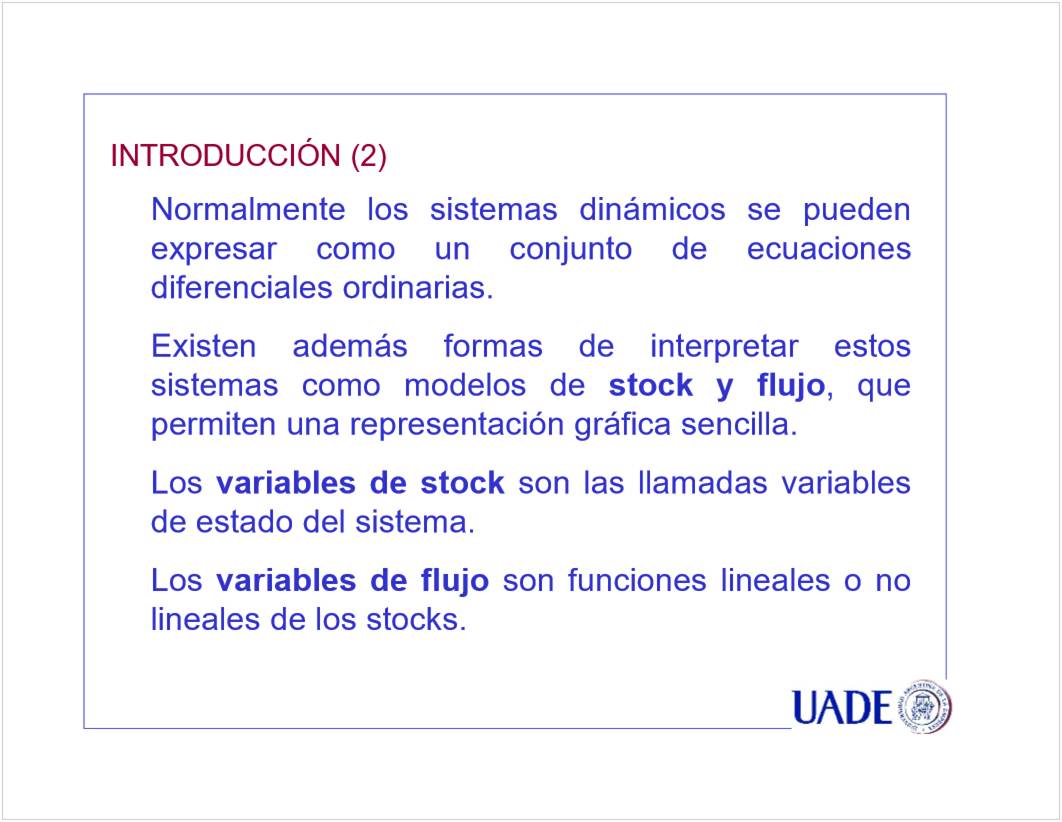 INTRODUCCIÓN (2)
Normalmente los sistemas dinámicos se pueden
expresar como un conjunto de ecuaciones
diferenciales ordinarias.
Existen además formas de interpretar estos
sistemas como modelos de stock y flujo, que
permiten una representación gráfica sencilla.
Los variables de stock son las llamadas variables
de estado del sistema.
Los variables de flujo son funciones lineales o no
lineales de los stocks.
UADE